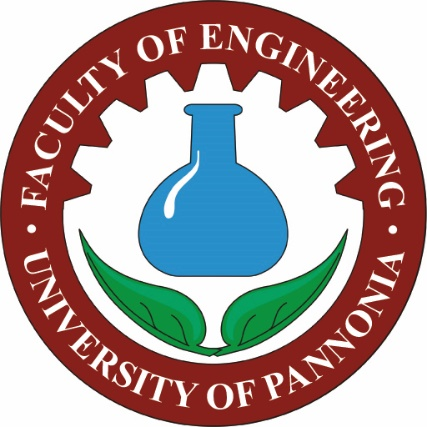 • FACULTY OF ENGINEERING •
UNIVERSITY OF PANNONIA